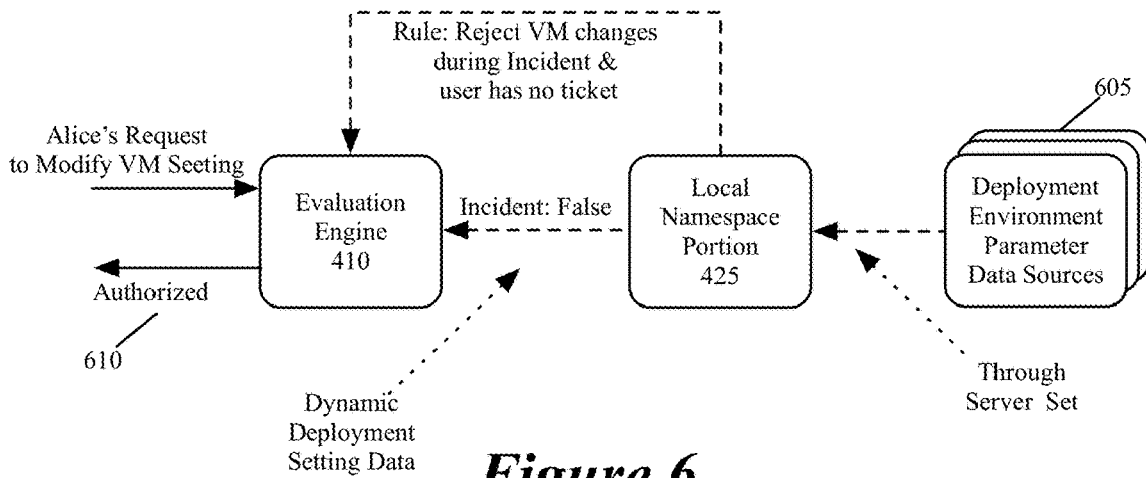 Rule: Reject VM changes
during Incident &
user has no ticket
605
Alice's Request
to Modify VM Seeting
Evaluation
Engine
410
Incident: False
Local
Namespace
Portion
425
Deployment
Environment
Parameter
Data Sources
Authorized
610
Dynamic
Deployment
Setting Data
Through
Server Set
Figure 6